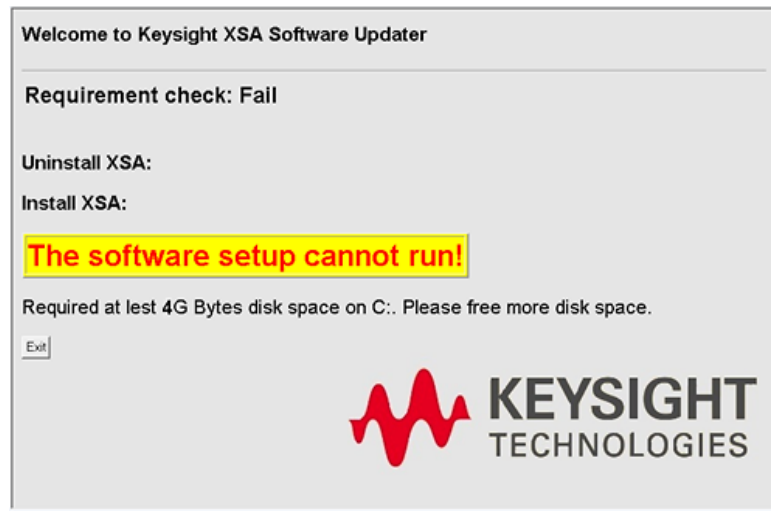 Welcome to Keysight XSA Software Updater
Requirement check: Fail
Uninstall XSA:
Install XSA:
The software setup cannot run!
Required at lest 4G Bytes disk space on C:. Please free more disk space.
Exit
KEYSIGHT
TECHNOLOGIES